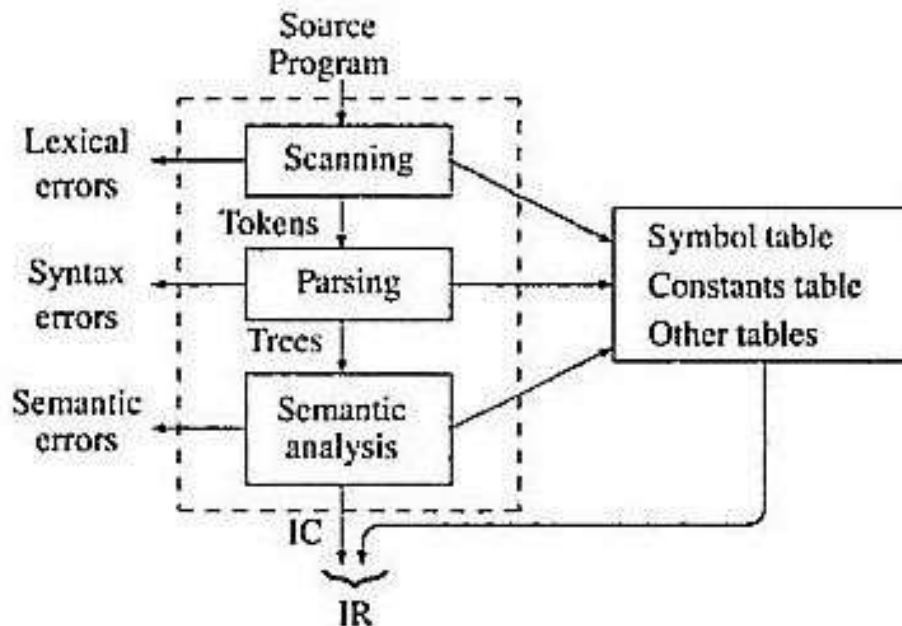 Source
Program
Lexical
errors
Scanning
Tokens
Symbol table
Constants table
Other tables
Syntax
errors
Parsing
Trees
Semantic
errors
Semantic
analysis
IC
IR